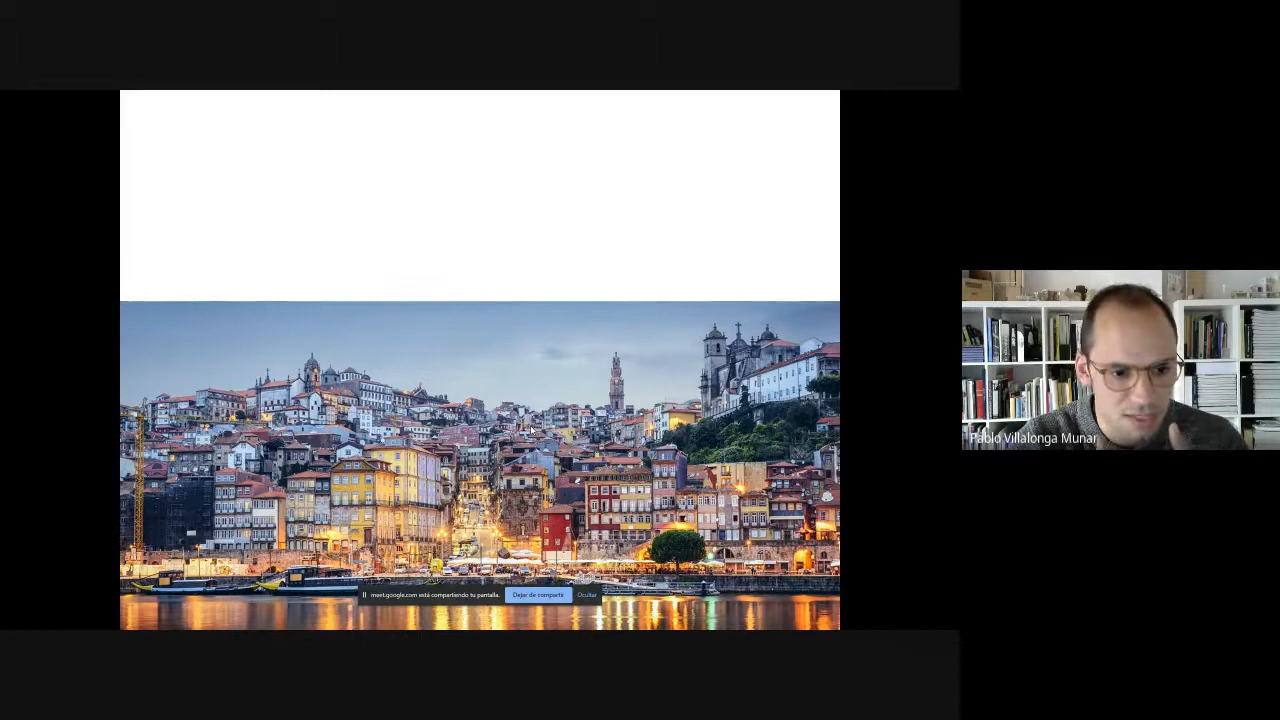 meet.google.com está compartiendo tu pantalla.
Dejar de compartir
Ocultar
Pablo Villalonga Munar